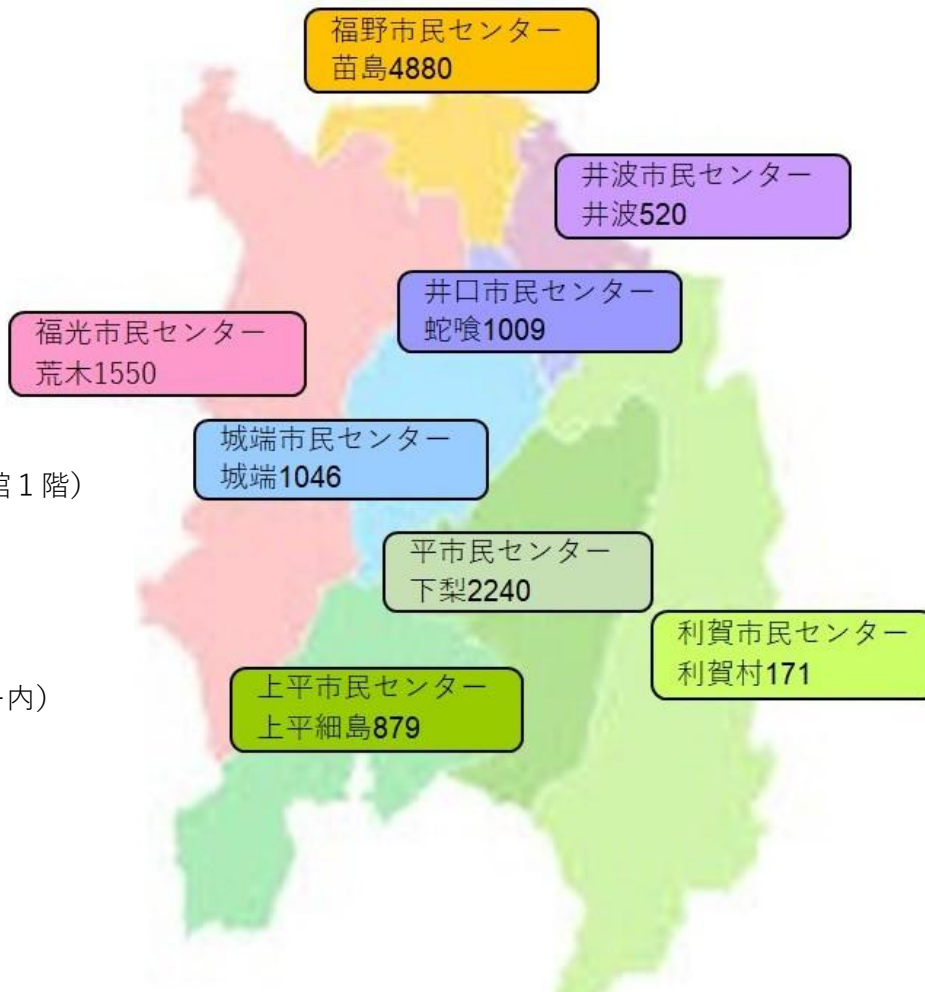 福野市民センター
苗島4880
井波市民センター
井波520
井口市民センター
蛇喰1009
福光市民センター
荒木1550
城端市民センター
城端1046
館１階）
平市民センター
下梨2240
利賀市民センター
利賀村171
上平市民センター
上平細島879
ー内）